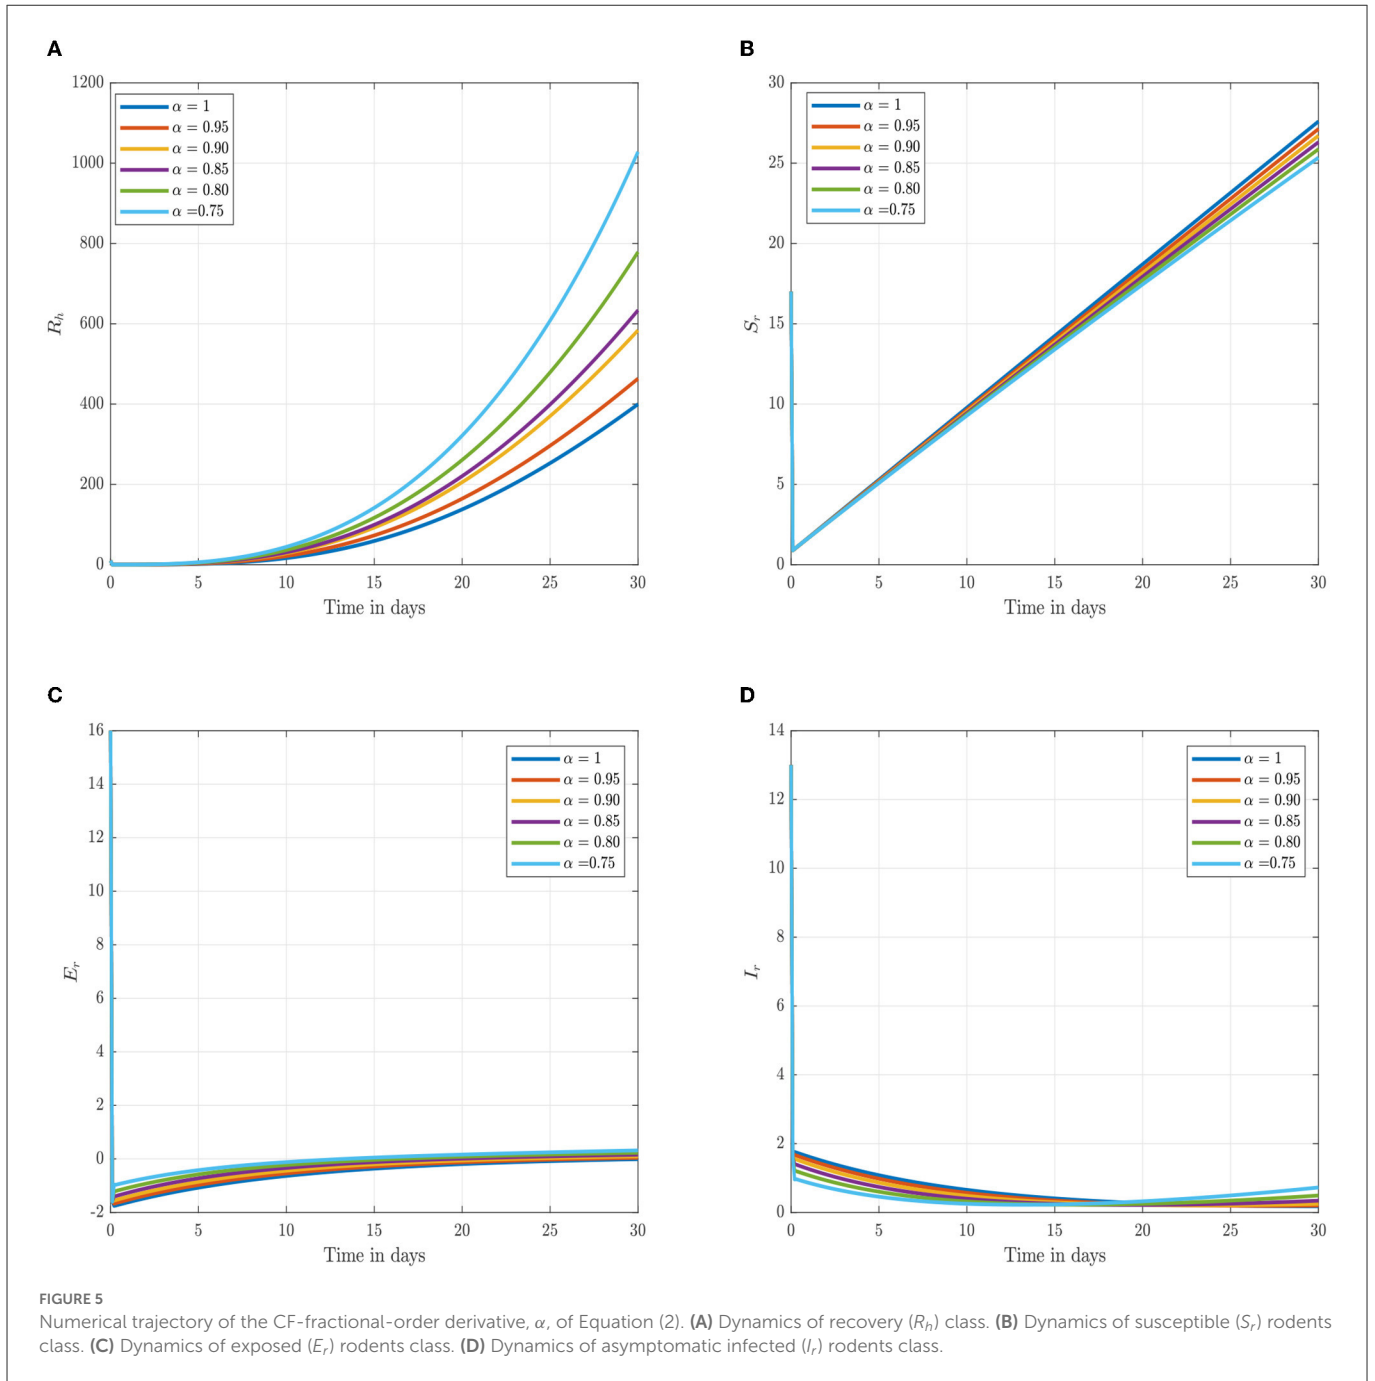 A
1200
1000
800
600
400
200
0
R_h
α = 1
α = 0.95
α = 0.90
α = 0.85
α = 0.80
α =0.75
0 5 10 15 20 25 30
Time in days
B
30
25
20
15
10
5
0
S_r
α = 1
α = 0.95
α = 0.90
α = 0.85
α = 0.80
α =0.75
0 5 10 15 20 25 30
Time in days
C
16
14
12
10
8
6
4
2
0
-2
E_r
α = 1
α = 0.95
α = 0.90
α = 0.85
α = 0.80
α =0.75
0 5 10 15 20 25 30
Time in days
D
14
12
10
8
6
4
2
0
I_r
α = 1
α = 0.95
α = 0.90
α = 0.85
α = 0.80
α =0.75
0 5 10 15 20 25 30
Time in days
FIGURE 5
Numerical trajectory of the CF-fractional-order derivative, α, of Equation (2). (A) Dynamics of recovery (R_h) class. (B) Dynamics of susceptible (S_r) rodents
class. (C) Dynamics of exposed (E_r) rodents class. (D) Dynamics of asymptomatic infected (I_r) rodents class.